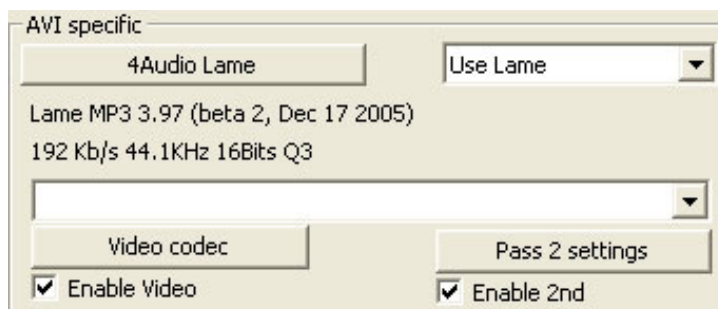 AVI specific
4Audio Lame
Use Lame
Lame MP3 3.97 (beta 2, Dec 17 2005)
192 Kb/s 44.1KHz 16Bits Q3
Video codec
Pass 2 settings
Enable Video
Enable 2nd